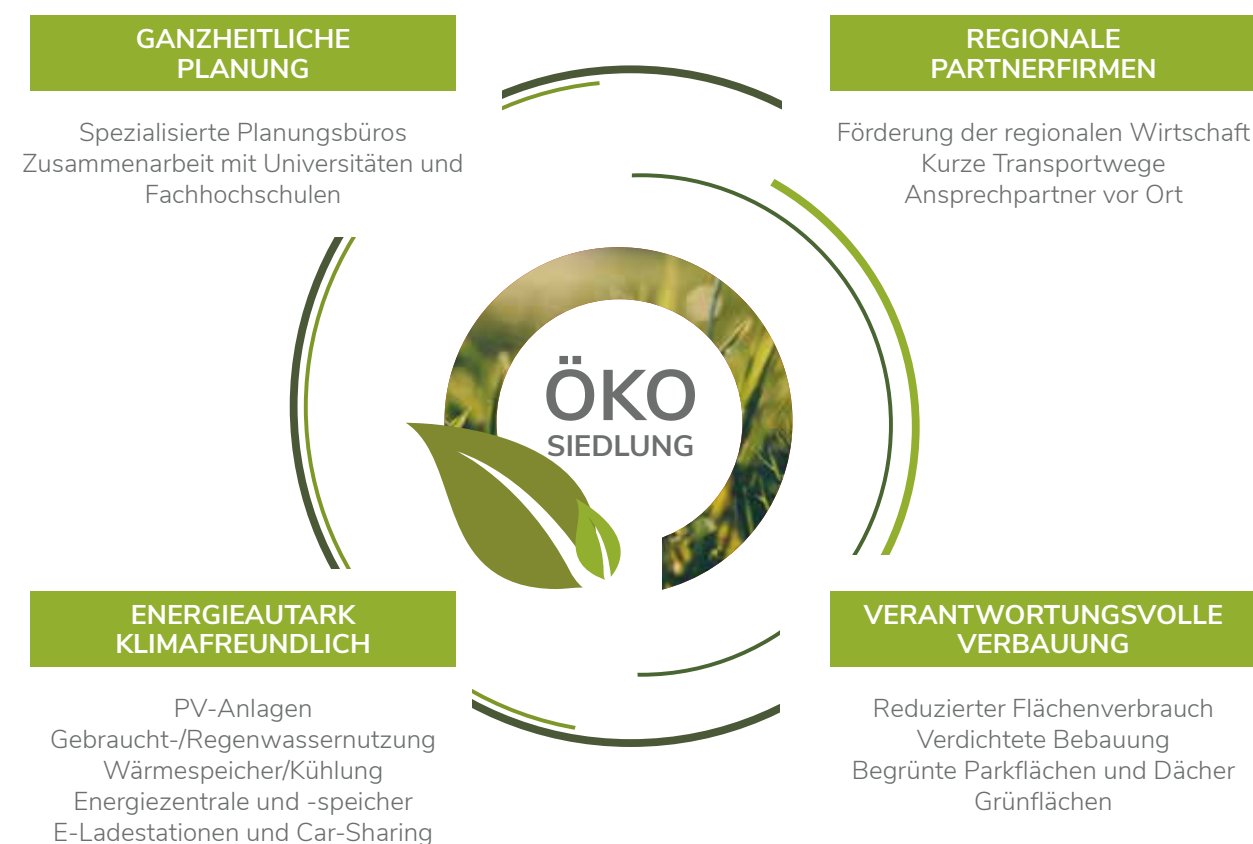 GANZHEITLICHE
PLANUNG
Spezialisierte Planungsbüros
Zusammenarbeit mit Universitäten und
Fachhochschulen
REGIONALE
PARTNERFIRMEN
Förderung der regionalen Wirtschaft
Kurze Transportwege
Ansprechpartner vor Ort
ÖKO
SIEDLUNG
ENERGIEAUTARK
KLIMAFREUNDLICH
PV-Anlagen
Gebraucht-/Regenwassernutzung
Wärmespeicher/Kühlung
Energiezentrale und -speicher
E-Ladestationen und Car-Sharing
VERANTWORTUNGSVOLLE
VERBAUUNG
Reduzierter Flächenverbrauch
Verdichtete Bebauung
Begrünte Parkflächen und Dächer
Grünflächen